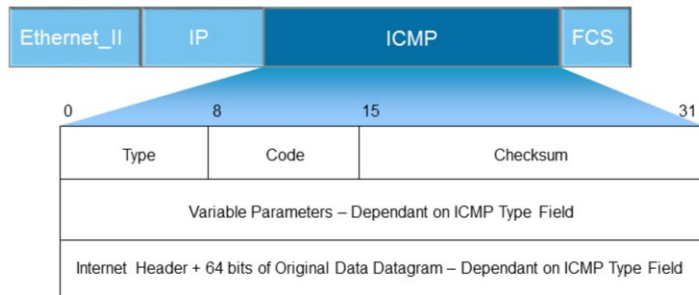 Ethernet_II IP ICMP FCS
0 8 15 31
Type Code Checksum
Variable Parameters – Dependant on ICMP Type Field
Internet Header + 64 bits of Original Data Datagram – Dependant on ICMP Type Field